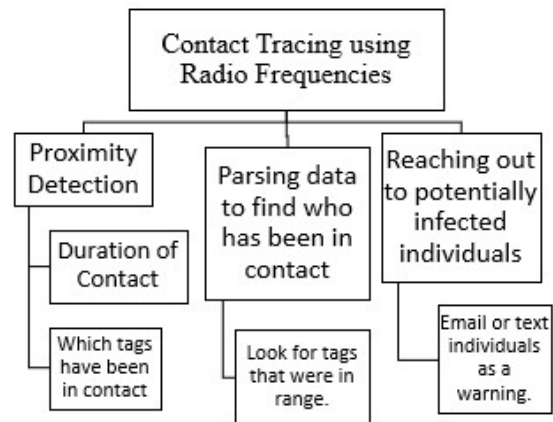 Contact Tracing using
Radio Frequencies
Proximity
Detection
Duration of
Contact
Which tags
have been
in contact
Parsing data
to find who
has been in
contact
Look for tags
that were in
range.
Reaching out
to potentially
infected
individuals
Email or text
individuals
as a
warning.